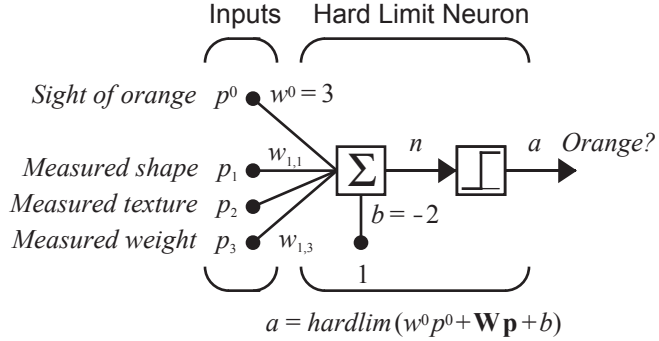 Inputs Hard Limit Neuron
Sight of orange p⁰ w⁰ = 3
n a Orange?
Measured shape p₁ w₁,₁
Σ
Measured texture p₂
b = -2
Measured weight p₃ w₁,₃
1
a = hardlim(w⁰p⁰ + Wp + b)